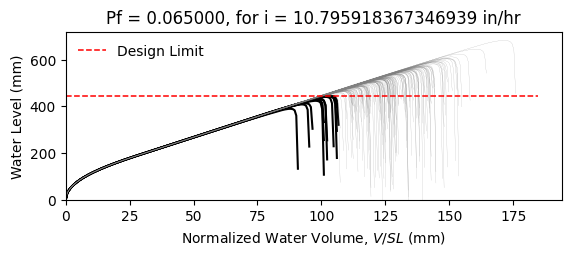 Pf = 0.065000, for i = 10.795918367346939 in/hr
Water Level (mm)
600
400
200
0
Design Limit
0 25 50 75 100 125 150 175
Normalized Water Volume, V/SL (mm)